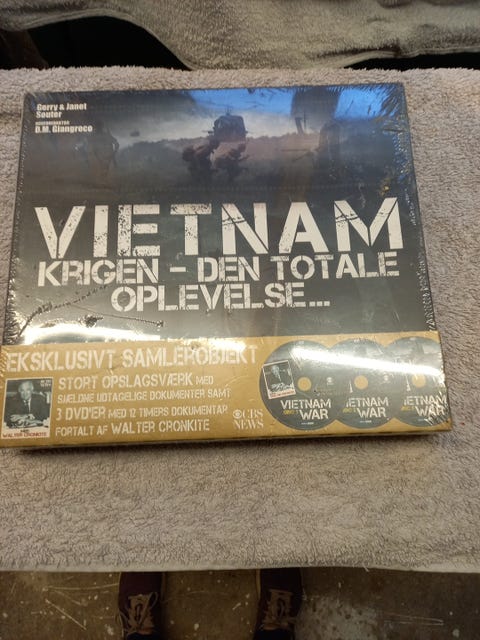 Gerry & Janet
Souter
D.M. Giangreco
VIETNAM
KRIGEN - DEN TOTALE
OPLEVELSE...
EKSKLUSIVT SAMLEROBJEKT
STORT OPSLAGSVÆRK MED
SJÆLDNE UDTAGELIGE DOKUMENTER SAMT
3 DVD'ER MED 12 TIMERS DOKUMENTAR
FORTALT AF WALTER CRONKITE
WALTER CRONKITE
CBS
NEWS
VIETNAM
WAR
VIETNAM
WAR
VIETNAM
WAR